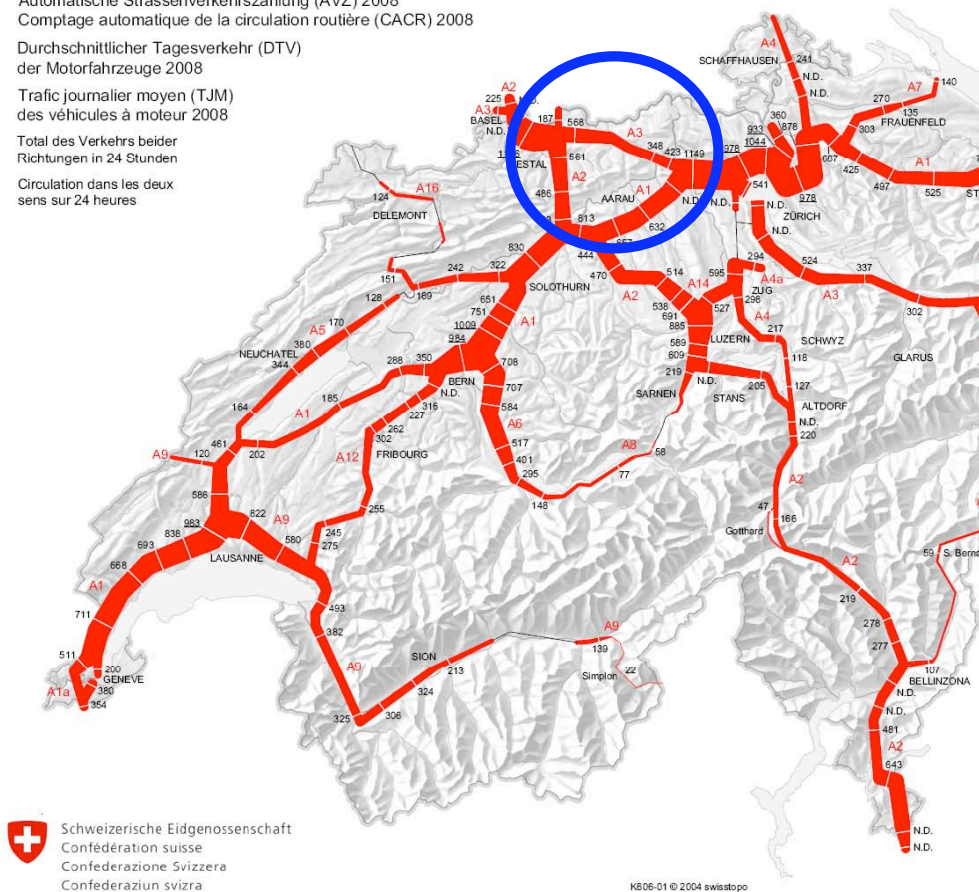 Automatische Strassenverkehrszählung (AVZ) 2008
Comptage automatique de la circulation routière (CACR) 2008
Durchschnittlicher Tagesverkehr (DTV)
der Motorfahrzeuge 2008
Trafic journalier moyen (TJM)
des véhicules à moteur 2008
Total des Verkehrs beider
Richtungen in 24 Stunden
Circulation dans les deux
sens sur 24 heures
A4
SCHAFFHAUSEN
241
N.D.
N.D.
A2
225
N.D.
A3
BASEL
N.D.
187
568
A3
348
423
1149
978
933
1044
360
878
A7
140
270
135
FRAUENFELD
303
425
497
A1
525
561
A2
486
AARAU
A1
813
632
N.D.
N.D.
541
N.D.
978
ZÜRICH
N.D.
A16
124
DELEMONT
151
169
128
242
322
830
SOLOTHURN
444
470
A2
514
538
691
885
589
609
A14
595
527
294
ZUG
A4a
298
A4
217
SCHWYZ
118
524
337
A3
302
GLARUS
651
751
A1
1009
984
A5
170
380
344
NEUCHATEL
288
350
BERN
N.D.
316
227
262
302
FRIBOURG
A12
185
A1
164
461
202
A9
120
586
708
707
584
A6
517
401
295
148
77
A8
58
LUZERN
N.D.
219
SARNEN
STANS
205
127
ALTDORF
N.D.
220
A2
47
166
Gotthard
A2
219
278
277
59
107
BELLINZONA
N.D.
N.D.
481
A2
643
N.D.
N.D.
983
822
A9
580
838
693
668
LAUSANNE
A1
711
511
200
GENEVE
380
354
A1a
255
245
275
493
382
A9
325
306
324
SION
213
A9
139
Simplon
22
Schweizerische Eidgenossenschaft
Confédération suisse
Confederazione Svizzera
Confederaziun svizra
K606-01 © 2004 swisstopo